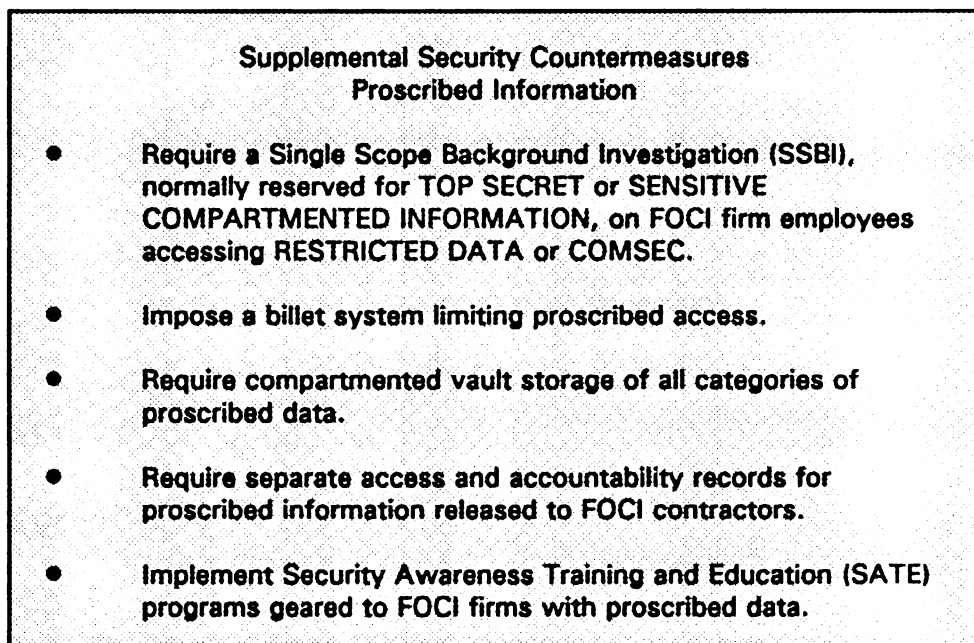 Supplemental Security Countermeasures
Proscribed Information
● Require a Single Scope Background Investigation (SSBI),
normally reserved for TOP SECRET or SENSITIVE
COMPARTMENTED INFORMATION, on FOCI firm employees
accessing RESTRICTED DATA or COMSEC.
● Impose a billet system limiting proscribed access.
● Require compartmented vault storage of all categories of
proscribed data.
● Require separate access and accountability records for
proscribed information released to FOCI contractors.
● Implement Security Awareness Training and Education (SATE)
programs geared to FOCI firms with proscribed data.